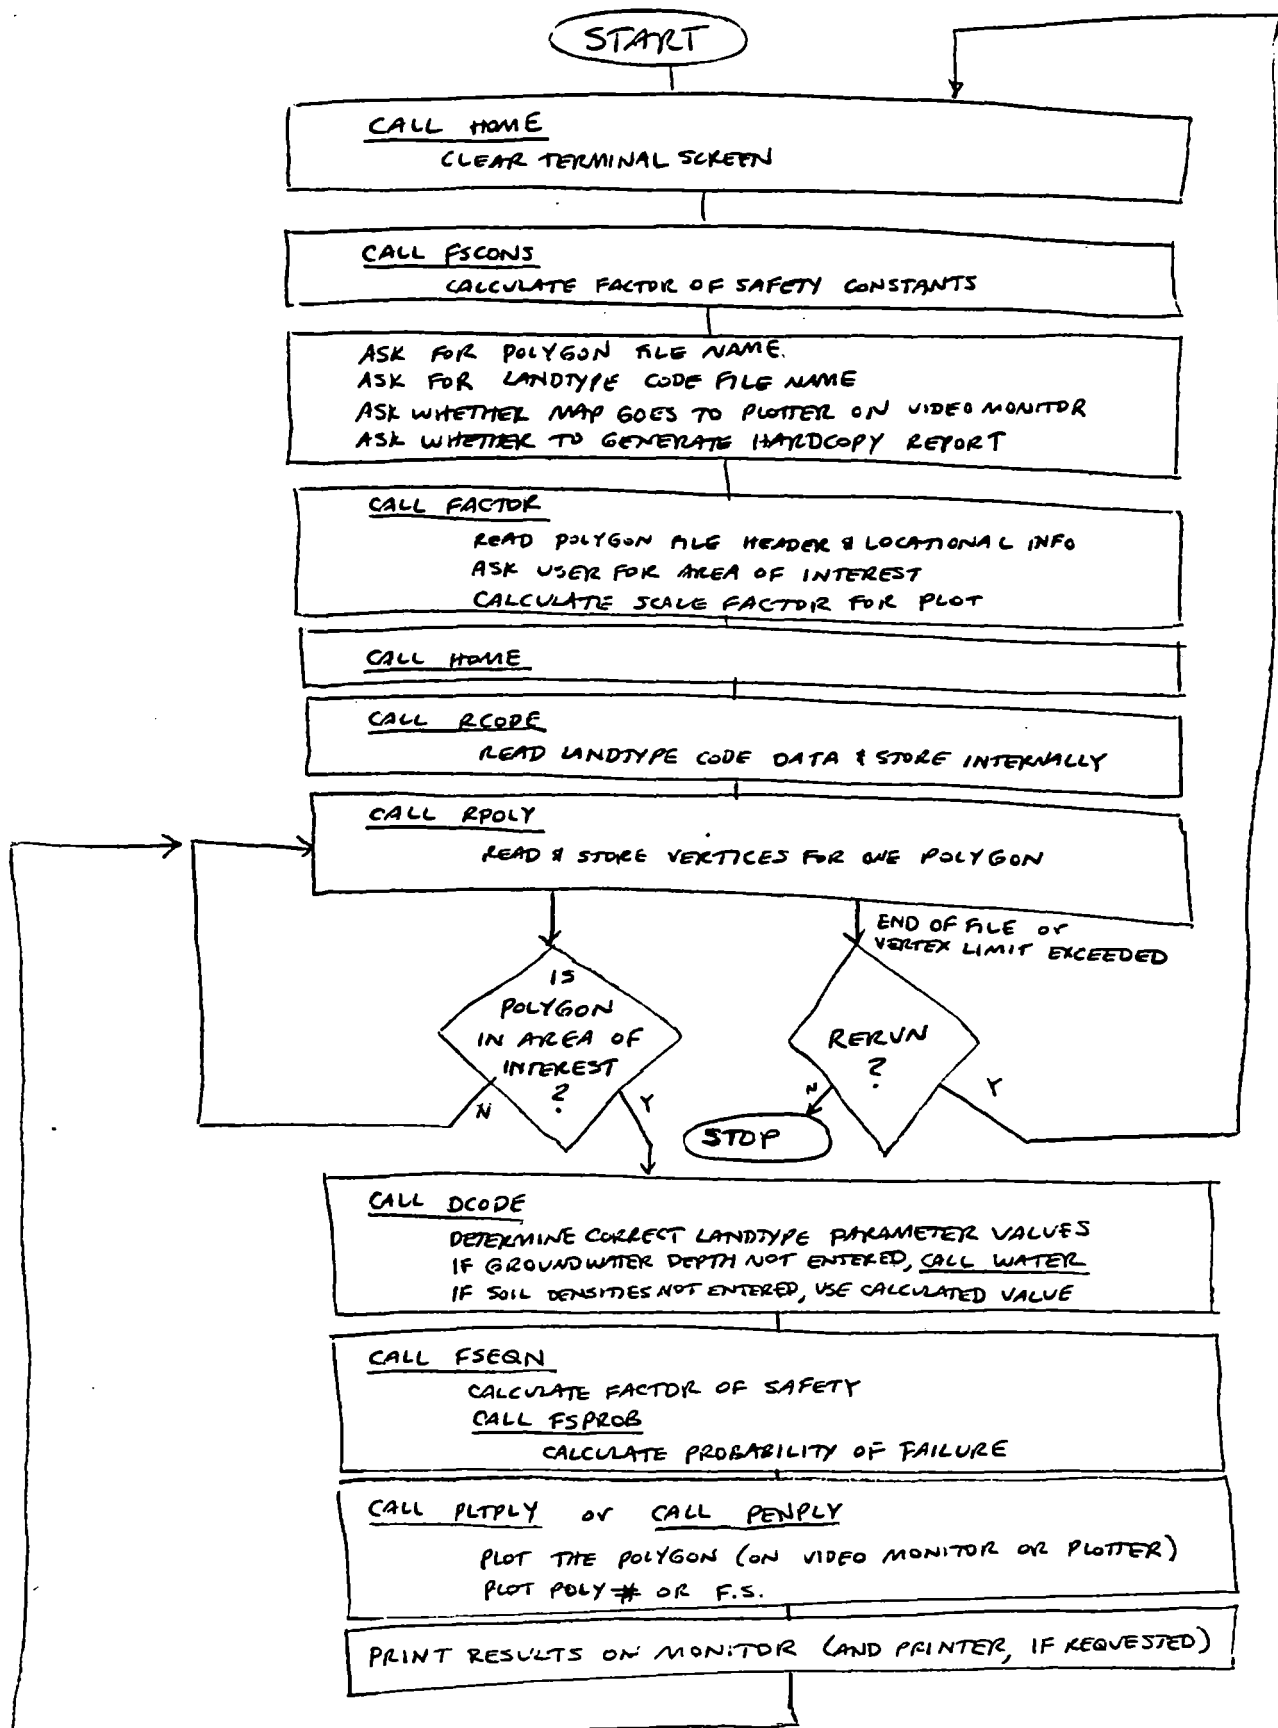 START
CALL HOME
CLEAR TERMINAL SCREEN
CALL FSCONS
CALCULATE FACTOR OF SAFETY CONSTANTS
ASK FOR POLYGON FILE NAME.
ASK FOR LANDTYPE CODE FILE NAME
ASK WHETHER MAP GOES TO PLOTTER OR VIDEO MONITOR
ASK WHETHER TO GENERATE HARDCOPY REPORT
CALL FACTOR
READ POLYGON FILE HEADER & LOCATIONAL INFO
ASK USER FOR AREA OF INTEREST
CALCULATE SCALE FACTOR FOR PLOT
CALL HOME
CALL RCODE
READ LANDTYPE CODE DATA & STORE INTERNALLY
CALL RPOLY
READ & STORE VERTICES FOR ONE POLYGON
END OF FILE or
VERTEX LIMIT EXCEEDED
IS
POLYGON
IN AREA OF
INTEREST
?
N
Y
RERUN
?
N
Y
STOP
CALL DCODE
DETERMINE CORRECT LANDTYPE PARAMETER VALUES
IF GROUNDWATER DEPTH NOT ENTERED, CALL WATER
IF SOIL DENSITIES NOT ENTERED, USE CALCULATED VALUE
CALL FSEQN
CALCULATE FACTOR OF SAFETY
CALL FSPROB
CALCULATE PROBABILITY OF FAILURE
CALL PLTPLY or CALL PENPLY
PLOT THE POLYGON (ON VIDEO MONITOR OR PLOTTER)
PLOT POLY # OR F.S.
PRINT RESULTS ON MONITOR (AND PRINTER, IF REQUESTED)